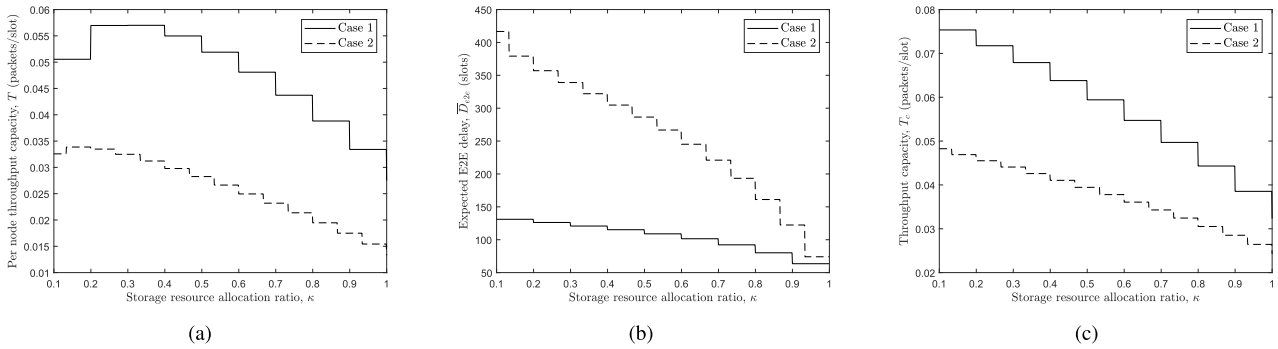 Per node throughput capacity, T (packets/slot)
0.06
0.055
0.05
0.045
0.04
0.035
0.03
0.025
0.02
0.015
0.01
0.1 0.2 0.3 0.4 0.5 0.6 0.7 0.8 0.9 1
Storage resource allocation ratio, κ
Case 1
Case 2
(a)
Expected E2E delay, D̅e2e (slots)
450
400
350
300
250
200
150
100
50
0.1 0.2 0.3 0.4 0.5 0.6 0.7 0.8 0.9 1
Storage resource allocation ratio, κ
Case 1
Case 2
(b)
Throughput capacity, Tc (packets/slot)
0.08
0.07
0.06
0.05
0.04
0.03
0.02
0.1 0.2 0.3 0.4 0.5 0.6 0.7 0.8 0.9 1
Storage resource allocation ratio, κ
Case 1
Case 2
(c)